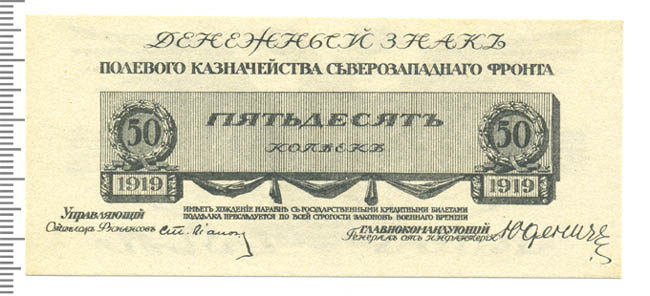 ДЕНЕЖНЫЙ ЗНАКЪ
ПОЛЕВОГО КАЗНАЧЕЙСТВА СѢВЕРОЗАПАДНАГО ФРОНТА
50 ПЯТЬДЕСЯТЪ 50
КОПѢЕКЪ
1919 1919
ИМѢЕТЪ ХОЖДЕНІЕ НАРАВНѢ СЪ ГОСУДАРСТВЕННЫМИ КРЕДИТНЫМИ БИЛЕТАМИ
ПОДДѢЛКА ПРЕСЛѢДУЕТСЯ ПО ВСЕЙ СТРОГОСТИ ЗАКОНОВЪ ВОЕННАГО ВРЕМЕНИ
Управляющій
ГЛАВНОКОМАНДУЮЩІЙ
Генералъ отъ инфантеріи Юденичъ